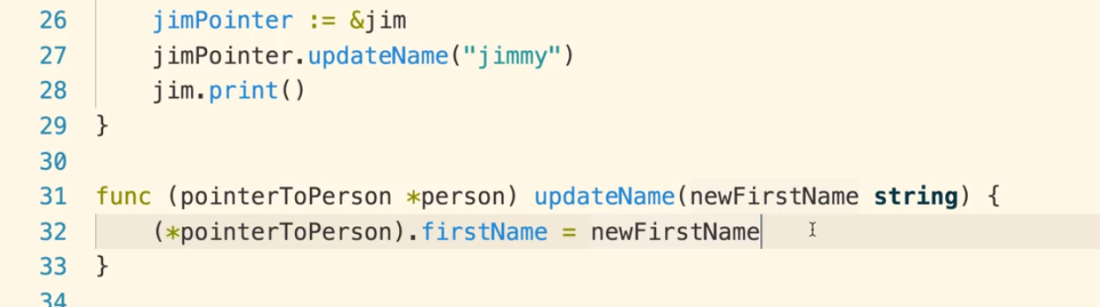 26 jimPointer := &jim
27 jimPointer.updateName("jimmy")
28 jim.print()
29 }
30
31 func (pointerToPerson *person) updateName(newFirstName string) {
32 (*pointerToPerson).firstName = newFirstName
33 }
34